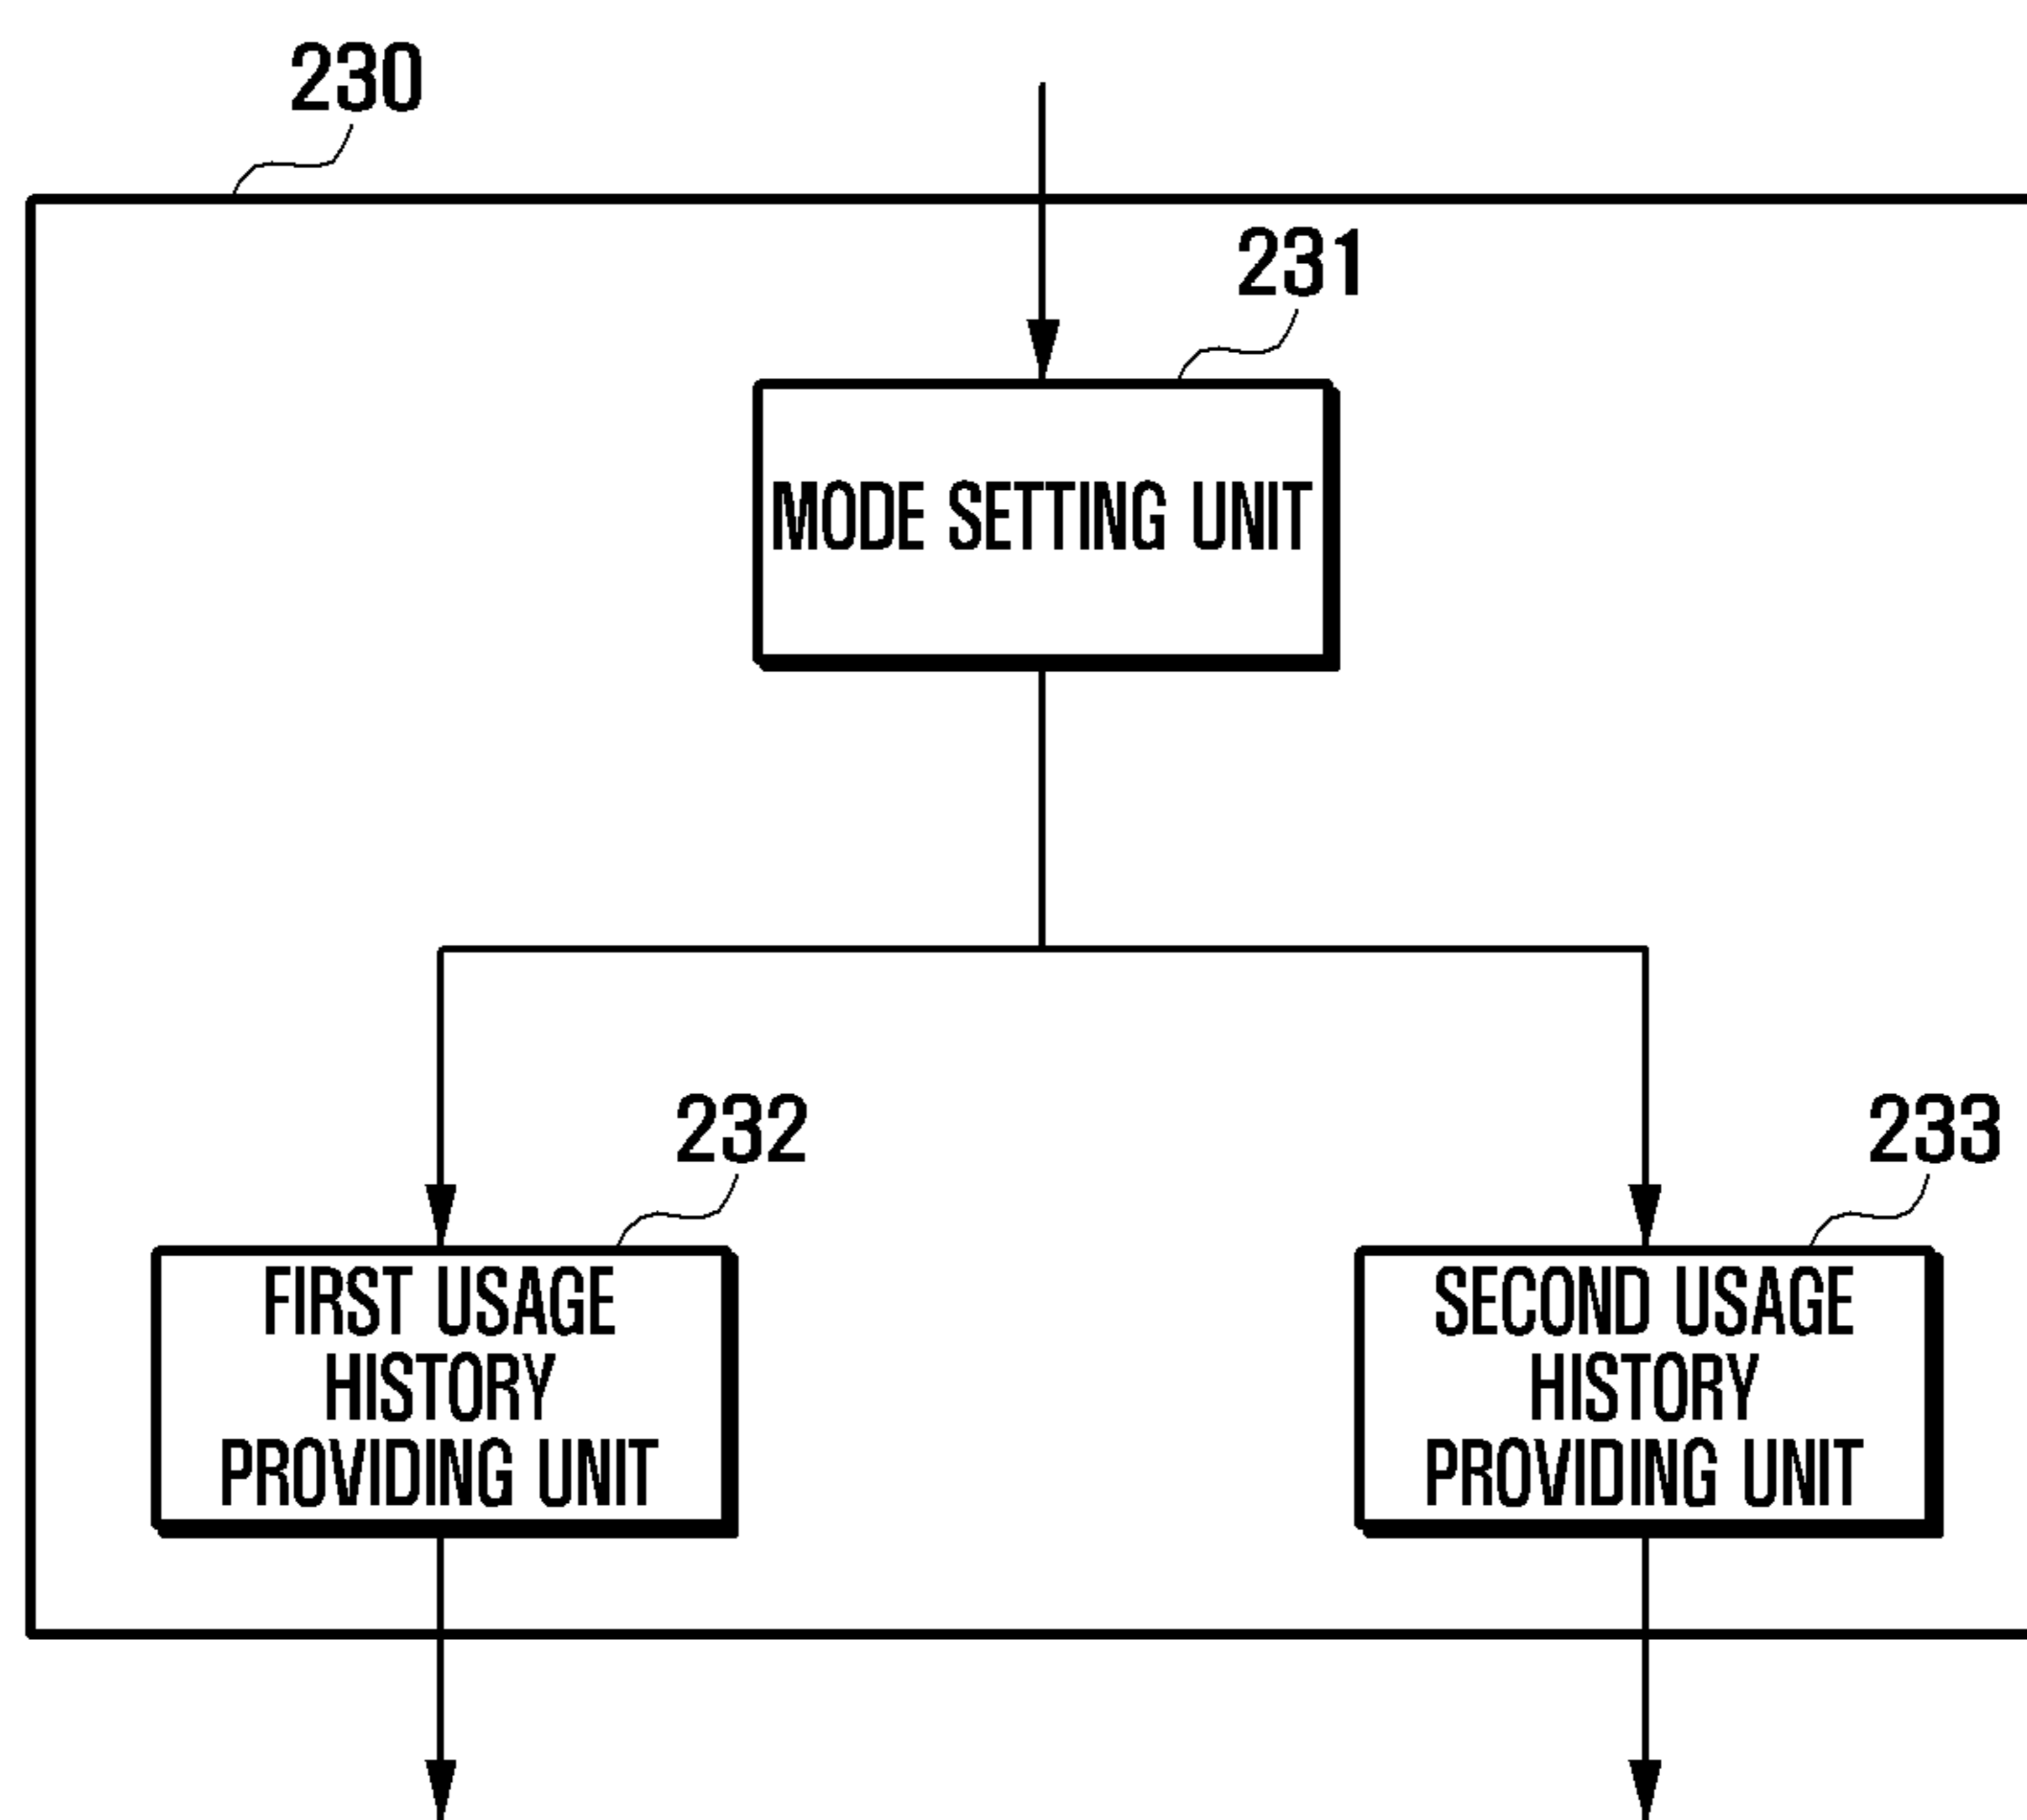 230
231
MODE SETTING UNIT
232
233
FIRST USAGE
HISTORY
PROVIDING UNIT
SECOND USAGE
HISTORY
PROVIDING UNIT